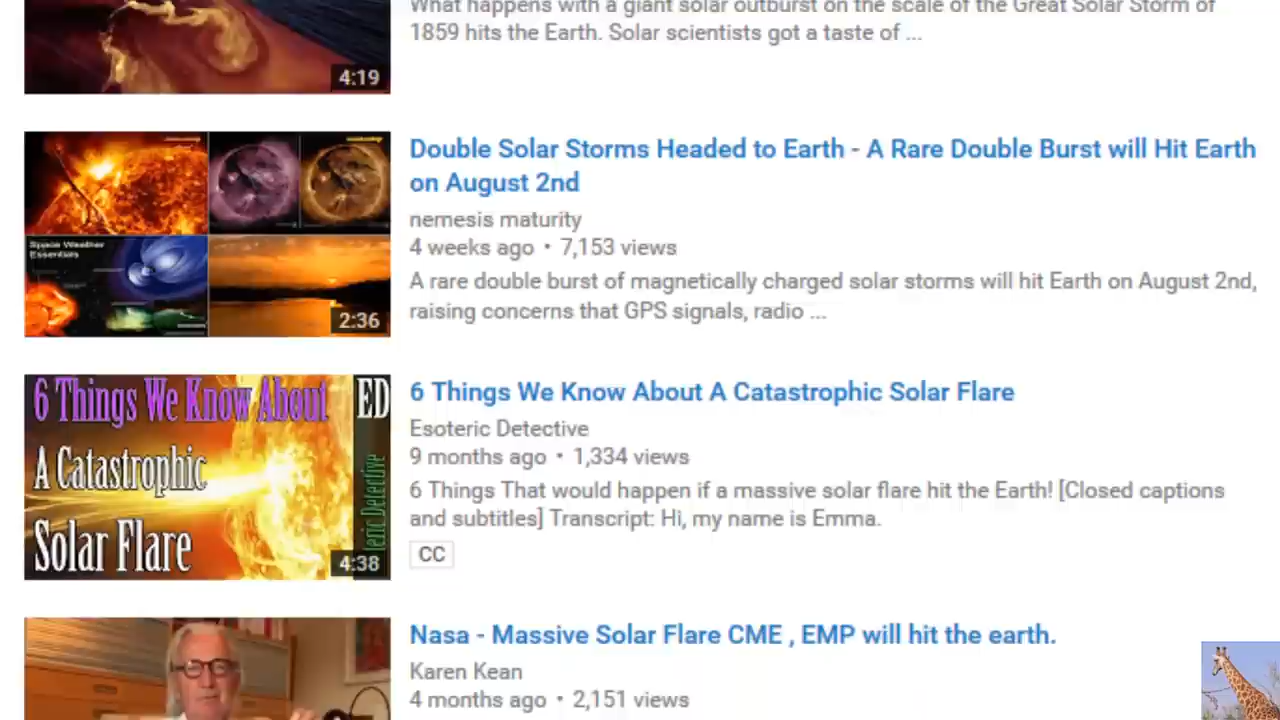 What happens with a giant solar outburst on the scale of the Great Solar Storm of
1859 hits the Earth. Solar scientists got a taste of ...
4:19
Double Solar Storms Headed to Earth - A Rare Double Burst will Hit Earth
on August 2nd
nemesis maturity
4 weeks ago • 7,153 views
A rare double burst of magnetically charged solar storms will hit Earth on August 2nd,
raising concerns that GPS signals, radio ...
Space Weather
Essentials
2:36
6 Things We Know About
ED
A Catastrophic
Solar Flare
Detective
4:38
6 Things We Know About A Catastrophic Solar Flare
Esoteric Detective
9 months ago • 1,334 views
6 Things That would happen if a massive solar flare hit the Earth! [Closed captions
and subtitles] Transcript: Hi, my name is Emma.
CC
Nasa - Massive Solar Flare CME , EMP will hit the earth.
Karen Kean
4 months ago • 2,151 views